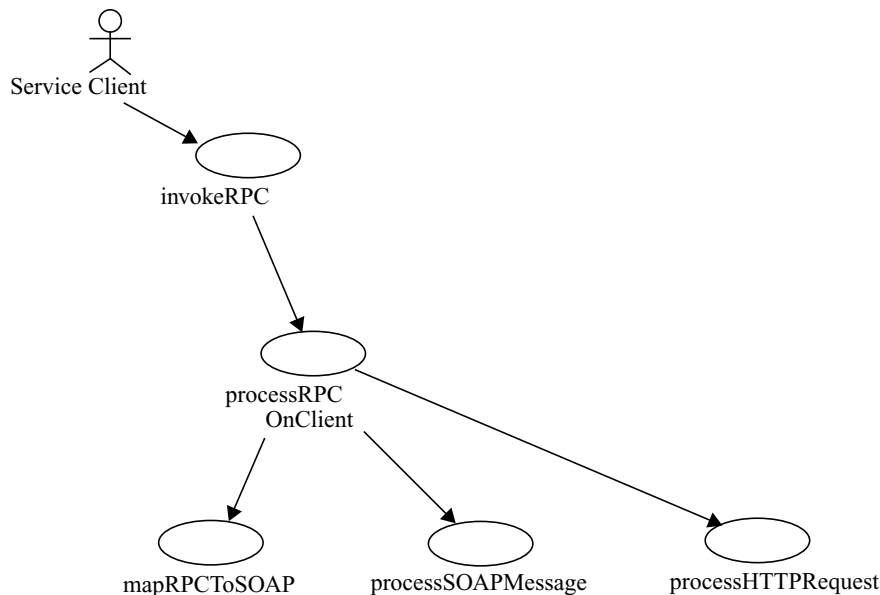 Service Client
invokeRPC
processRPC
OnClient
mapRPCToSOAP
processSOAPMessage
processHTTPRequest